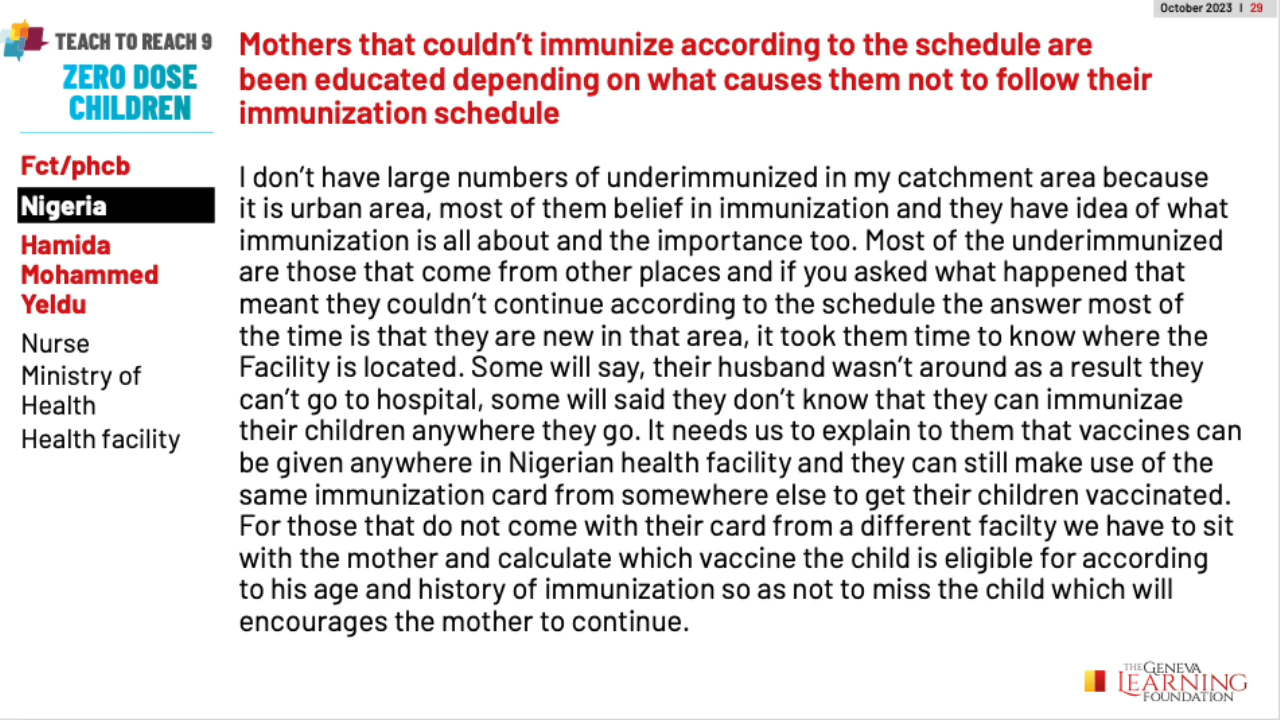 October 2023 | 29
TEACH TO REACH 9
ZERO DOSE
CHILDREN
Fct/phcb
Nigeria
Hamida
Mohammed
Yeldu
Nurse
Ministry of
Health
Health facility
Mothers that couldn’t immunize according to the schedule are
been educated depending on what causes them not to follow their
immunization schedule
I don’t have large numbers of underimmunized in my catchment area because
it is urban area, most of them belief in immunization and they have idea of what
immunization is all about and the importance too. Most of the underimmunized
are those that come from other places and if you asked what happened that
meant they couldn’t continue according to the schedule the answer most of
the time is that they are new in that area, it took them time to know where the
Facility is located. Some will say, their husband wasn’t around as a result they
can’t go to hospital, some will said they don’t know that they can immunizae
their children anywhere they go. It needs us to explain to them that vaccines can
be given anywhere in Nigerian health facility and they can still make use of the
same immunization card from somewhere else to get their children vaccinated.
For those that do not come with their card from a different facilty we have to sit
with the mother and calculate which vaccine the child is eligible for according
to his age and history of immunization so as not to miss the child which will
encourages the mother to continue.
THE GENEVA
LEARNING
FOUNDATION